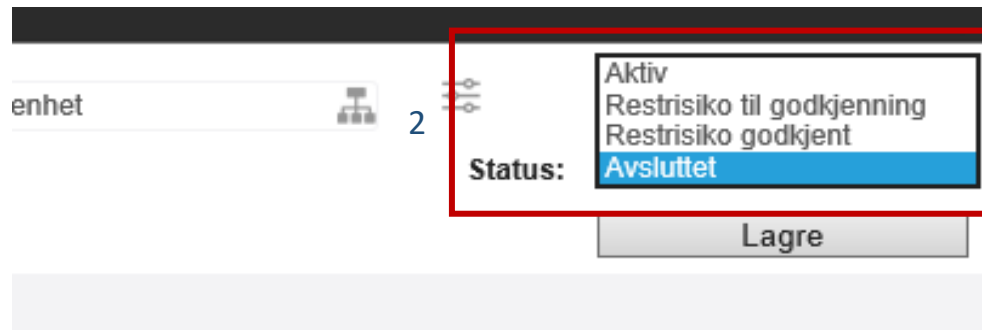 Aktiv
enhet
Restrisiko til godkjenning
2
Restrisiko godkjent
Status:
Avsluttet
Lagre